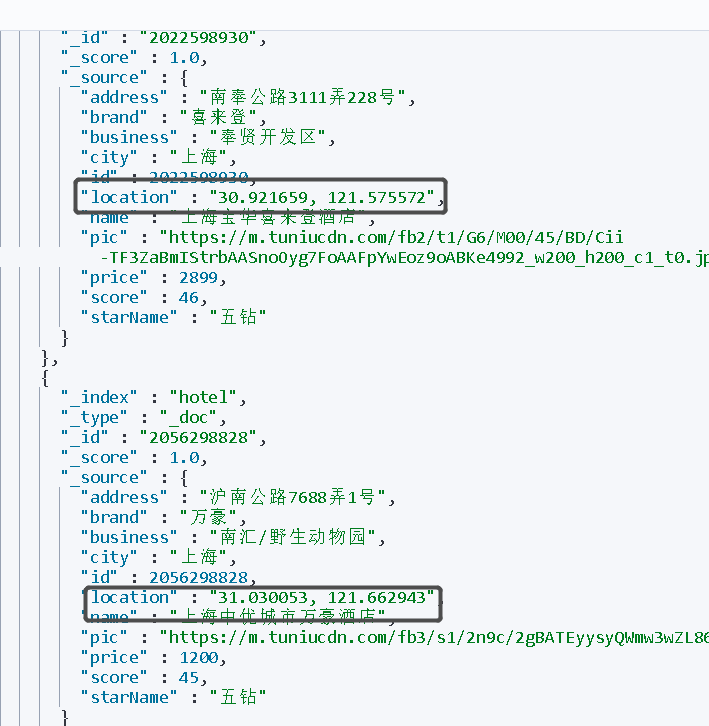 "_id" : "2022598930",
"_score" : 1.0,
"_source" : {
"address" : "南奉公路3111弄228号",
"brand" : "喜来登",
"business" : "奉贤开发区",
"city" : "上海",
"id" : 2022598930,
"location" : "30.921659, 121.575572",
"name" : "上海宝华喜来登酒店",
"pic" : "https://m.tuniucdn.com/fb2/t1/G6/M00/45/BD/Cii
-TF3ZaBmIStrbAASnoOyg7FoAAFpYwEoz9oABKe4992_w200_h200_c1_t0.jp
"price" : 2899,
"score" : 46,
"starName" : "五钻"
}
},
{
"_index" : "hotel",
"_type" : "_doc",
"_id" : "2056298828",
"_score" : 1.0,
"_source" : {
"address" : "沪南公路7688弄1号",
"brand" : "万豪",
"business" : "南汇/野生动物园",
"city" : "上海",
"id" : 2056298828,
"location" : "31.030053, 121.662943",
"name" : "上海中优城市万豪酒店",
"pic" : "https://m.tuniucdn.com/fb3/s1/2n9c/2gBATEyysyQWmw3wZL86
"price" : 1200,
"score" : 45,
"starName" : "五钻"
}